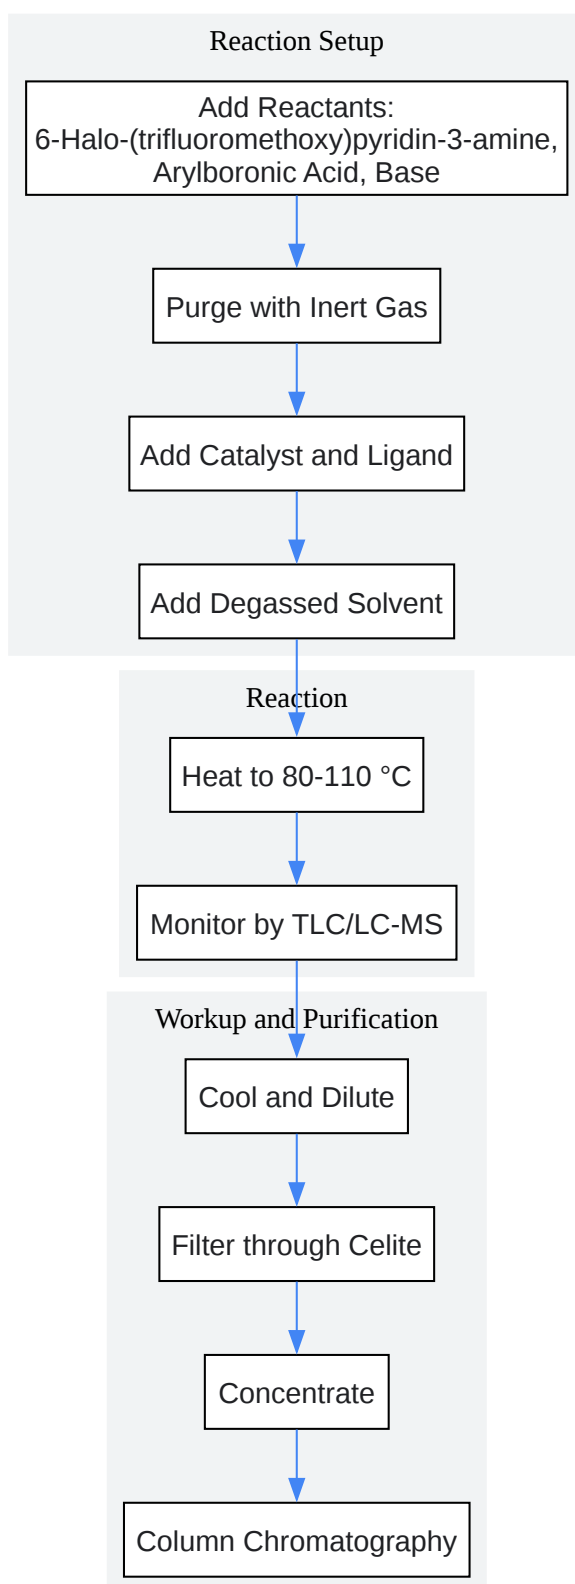 Reaction Setup
Add Reactants:
6-Halo-(trifluoromethoxy)pyridin-3-amine,
Arylboronic Acid, Base
Purge with Inert Gas
Add Catalyst and Ligand
Add Degassed Solvent
Reaction
Heat to 80-110 °C
Monitor by TLC/LC-MS
Workup and Purification
Cool and Dilute
Filter through Celite
Concentrate
Column Chromatography